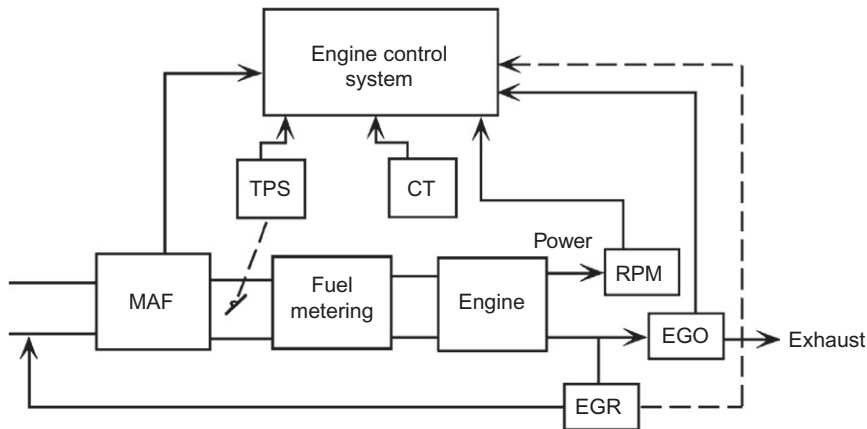 Engine control
system
TPS
CT
Power
RPM
MAF
Fuel
metering
Engine
EGO
Exhaust
EGR